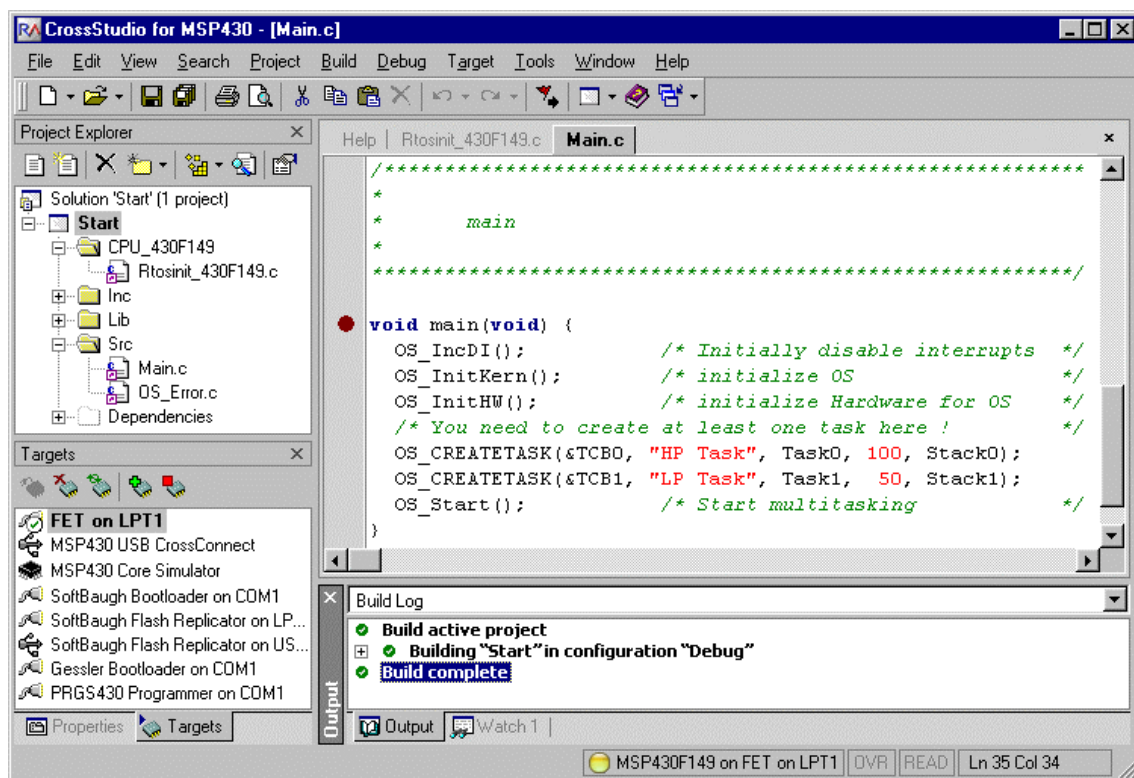 CrossStudio for MSP430 - [Main.c]
File Edit View Search Project Build Debug Target Tools Window Help
Project Explorer
Solution 'Start' (1 project)
Start
CPU_430F149
Rtosinit_430F149.c
Inc
Lib
Src
Main.c
OS_Error.c
Dependencies
Targets
FET on LPT1
MSP430 USB CrossConnect
MSP430 Core Simulator
SoftBaugh Bootloader on COM1
SoftBaugh Flash Replicator on LP...
SoftBaugh Flash Replicator on US...
Gessler Bootloader on COM1
PRGS430 Programmer on COM1
Properties Targets
Help Rtosinit_430F149.c Main.c
/**********************************************************
*
*       main
*
**********************************************************/
void main(void) {
  OS_IncDI();           /* Initially disable interrupts  */
  OS_InitKern();        /* initialize OS                 */
  OS_InitHW();          /* initialize Hardware for OS    */
  /* You need to create at least one task here !         */
  OS_CREATETASK(&TCB0, "HP Task", Task0, 100, Stack0);
  OS_CREATETASK(&TCB1, "LP Task", Task1,  50, Stack1);
  OS_Start();           /* Start multitasking            */
}
Output
Build Log
Build active project
Building "Start" in configuration "Debug"
Build complete
Output Watch 1
MSP430F149 on FET on LPT1 OVR READ Ln 35 Col 34